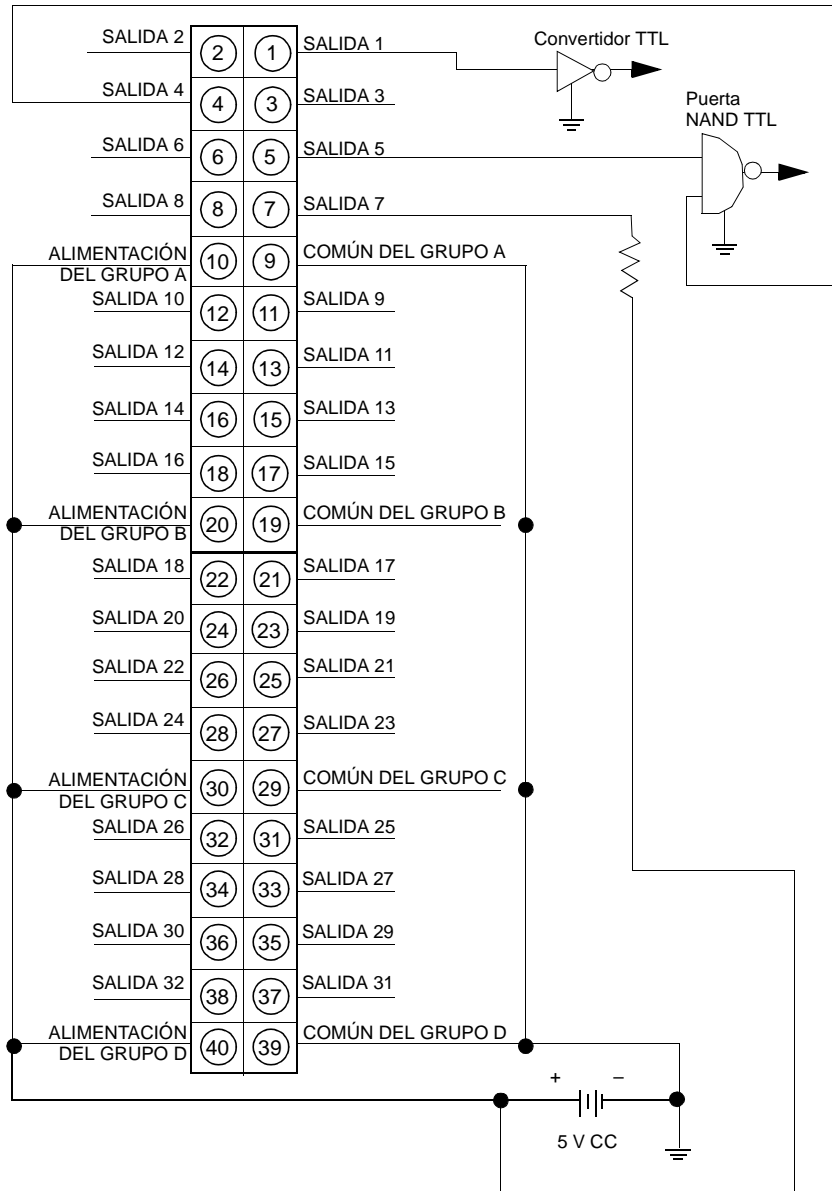 SALIDA 2 2 1 SALIDA 1 Convertidor TTL
SALIDA 4 4 3 SALIDA 3
Puerta
NAND TTL
SALIDA 6 6 5 SALIDA 5
SALIDA 8 8 7 SALIDA 7
ALIMENTACIÓN
DEL GRUPO A 10 9 COMÚN DEL GRUPO A
SALIDA 10 12 11 SALIDA 9
SALIDA 12 14 13 SALIDA 11
SALIDA 14 16 15 SALIDA 13
SALIDA 16 18 17 SALIDA 15
ALIMENTACIÓN
DEL GRUPO B 20 19 COMÚN DEL GRUPO B
SALIDA 18 22 21 SALIDA 17
SALIDA 20 24 23 SALIDA 19
SALIDA 22 26 25 SALIDA 21
SALIDA 24 28 27 SALIDA 23
ALIMENTACIÓN
DEL GRUPO C 30 29 COMÚN DEL GRUPO C
SALIDA 26 32 31 SALIDA 25
SALIDA 28 34 33 SALIDA 27
SALIDA 30 36 35 SALIDA 29
SALIDA 32 38 37 SALIDA 31
ALIMENTACIÓN
DEL GRUPO D 40 39 COMÚN DEL GRUPO D
+ –
5 V CC